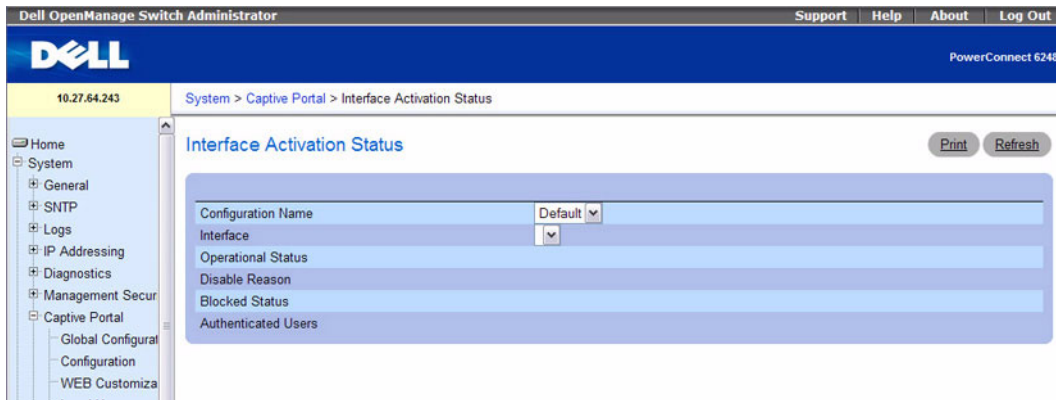 Dell OpenManage Switch Administrator
Support Help About Log Out
DELL
PowerConnect 6248
10.27.64.243
System > Captive Portal > Interface Activation Status
Home
System
General
SNTP
Logs
IP Addressing
Diagnostics
Management Secur
Captive Portal
Global Configurat
Configuration
WEB Customiza
Interface Activation Status
Print Refresh
Configuration Name Default
Interface
Operational Status
Disable Reason
Blocked Status
Authenticated Users